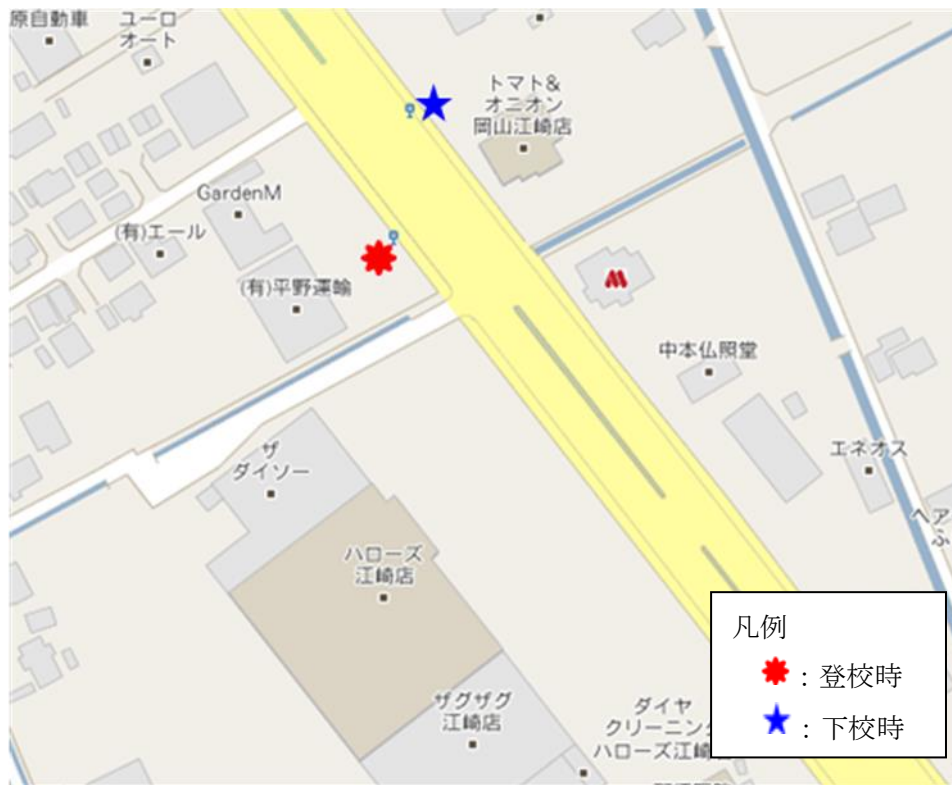 原自動車
ユーロ
オート
トマト&
オニオン
岡山江崎店
GardenM
(有)エール
(有)平野運輸
中本仏照堂
エネオス
ア
ふ
へ
ザ
ダイソー
ハローズ
江崎店
ザグザグ
江崎店
ダイヤ
クリーニング
ハローズ江崎
凡例
：登校時
：下校時